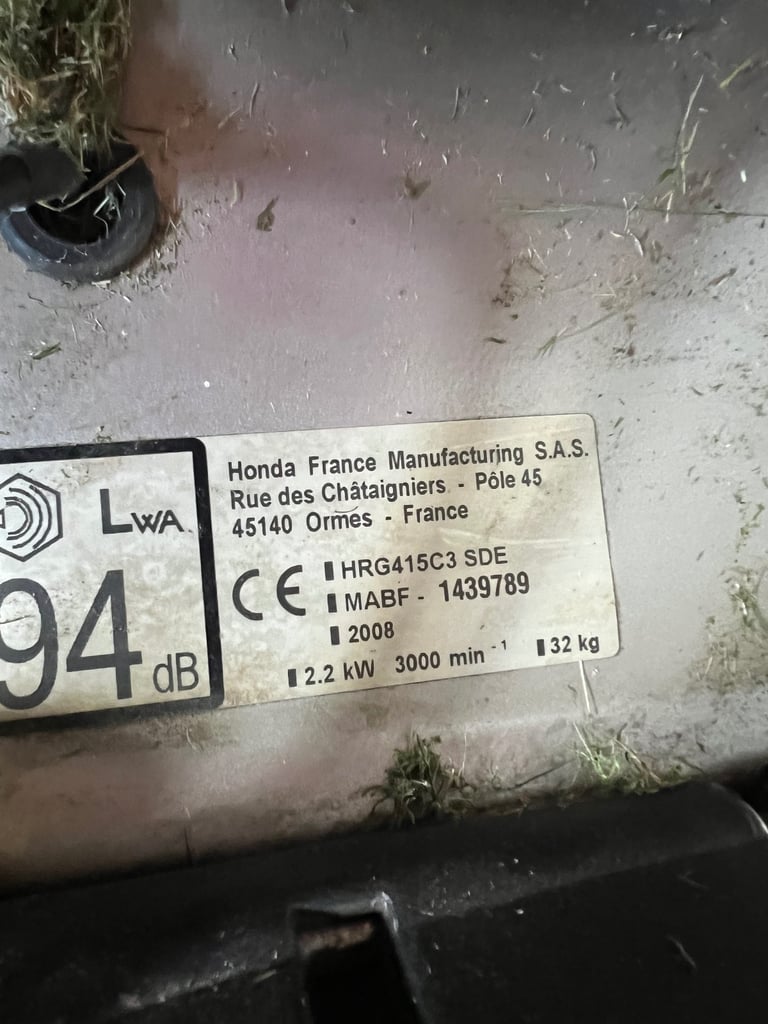 LWA
94 dB
Honda France Manufacturing S.A.S.
Rue des Châtaigniers - Pôle 45
45140 Ormes - France
CE
HRG415C3 SDE
MABF - 1439789
2008
2.2 kW 3000 min⁻¹ 32 kg